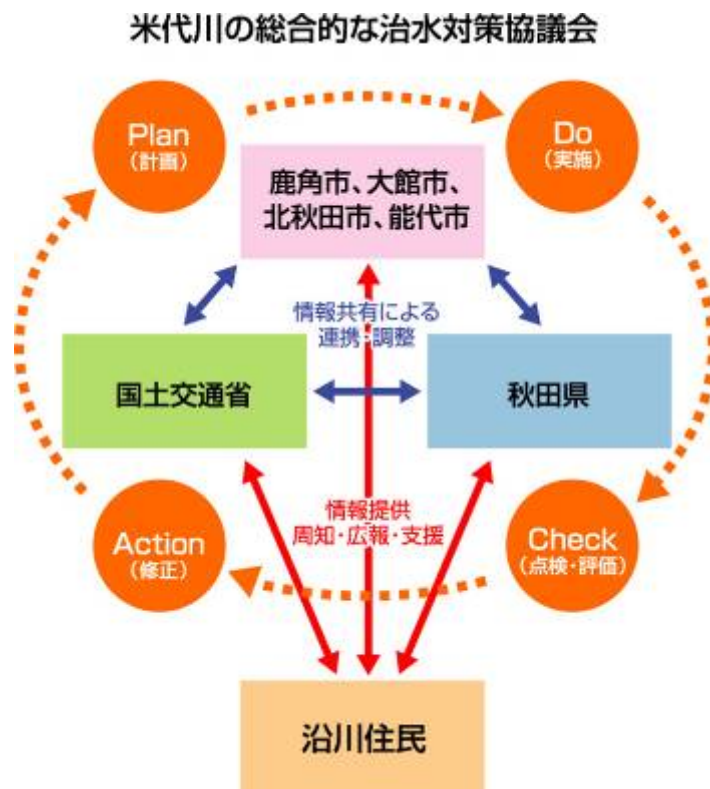 米代川の総合的な治水対策協議会
Plan
(計画)
Do
(実施)
鹿角市、大館市、
北秋田市、能代市
情報共有による
連携・調整
国土交通省
秋田県
情報提供
周知・広報・支援
Action
(修正)
Check
(点検・評価)
沿川住民